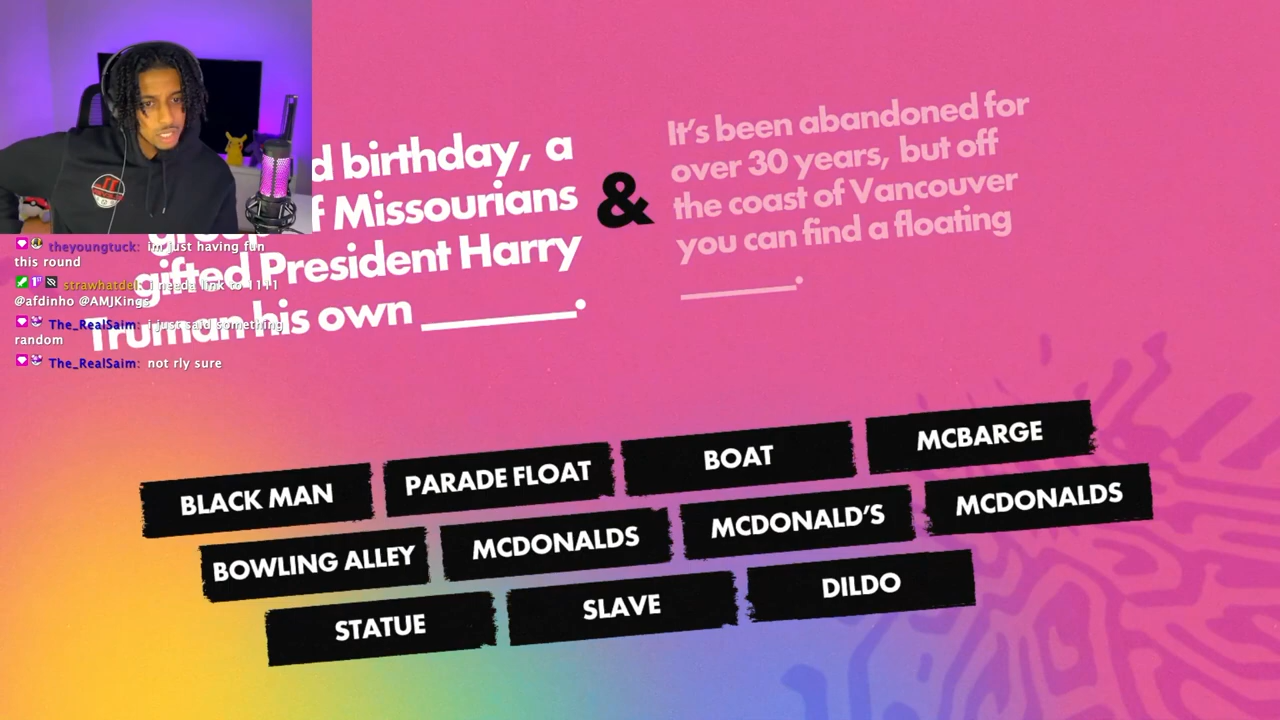 d birthday, a
f Missourians
gifted President Harry
Truman his own ______.
&
It's been abandoned for
over 30 years, but off
the coast of Vancouver
you can find a floating
______.
theyoungtuck: im just having fun
this round
strawhatdel: i needa link to 1111
@afdinho @AMJKings
The_RealSaim: i just said something
random
The_RealSaim: not rly sure
BLACK MAN
PARADE FLOAT
BOAT
MCBARGE
BOWLING ALLEY
MCDONALDS
MCDONALD'S
MCDONALDS
STATUE
SLAVE
DILDO